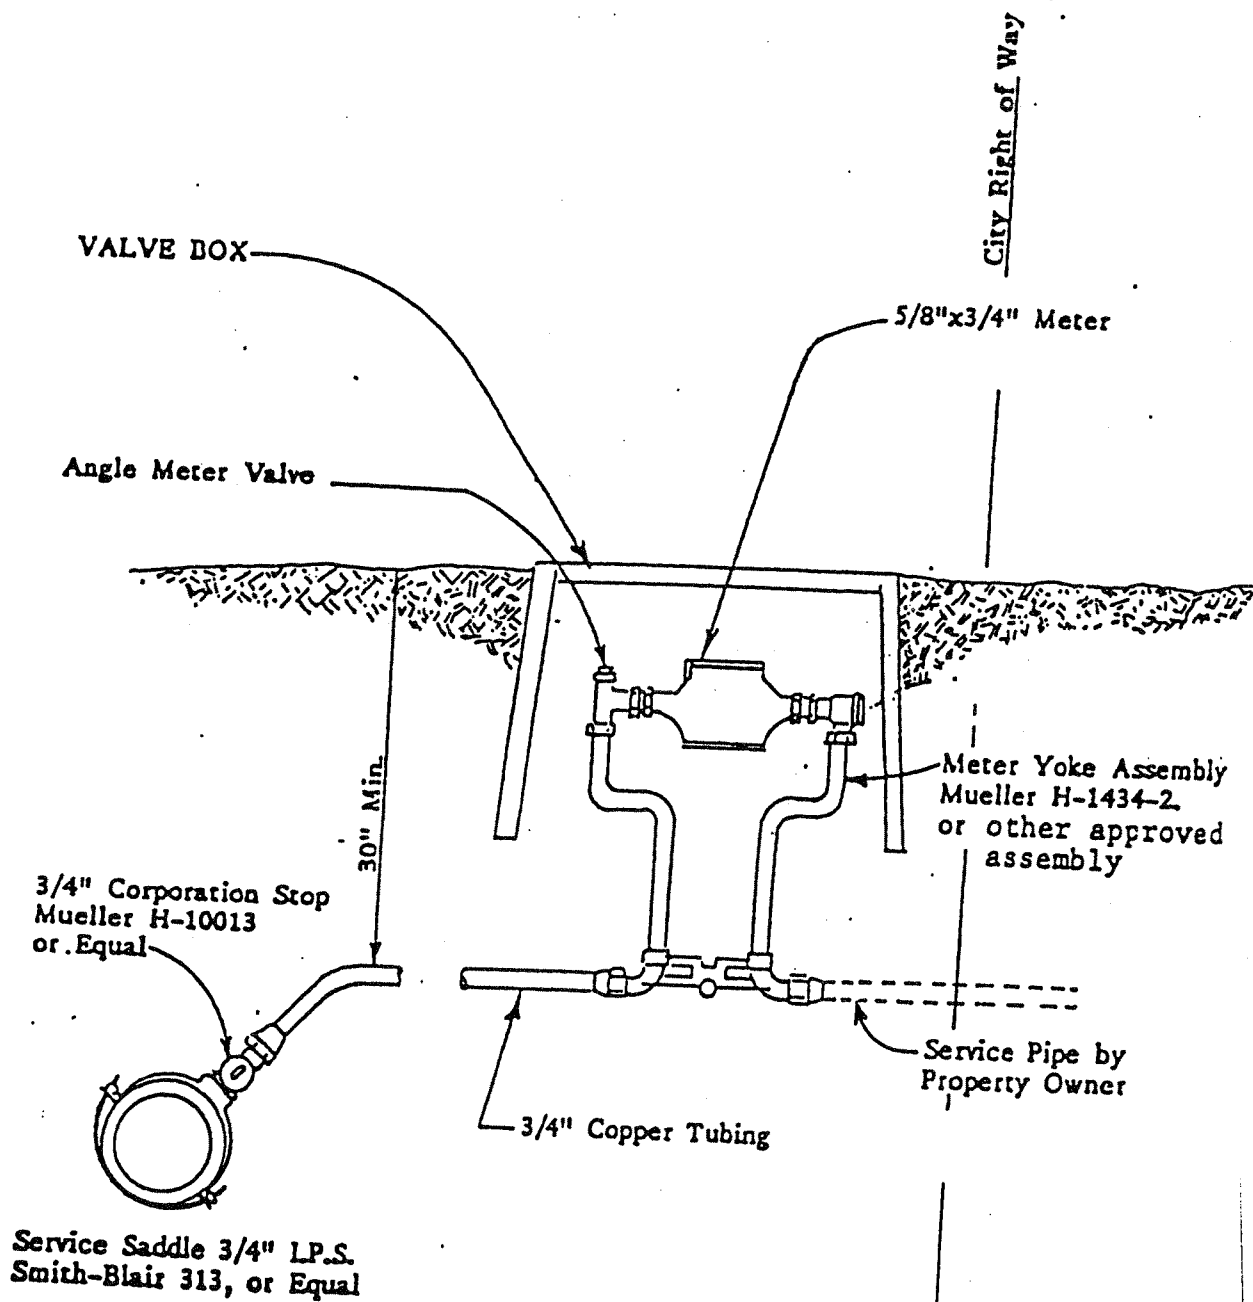 City Right of Way
VALVE BOX
5/8"x3/4" Meter
Angle Meter Valve
30" Min.
Meter Yoke Assembly
Mueller H-1434-2
or other approved
assembly
3/4" Corporation Stop
Mueller H-10013
or Equal
Service Pipe by
Property Owner
3/4" Copper Tubing
Service Saddle 3/4" I.P.S.
Smith-Blair 313, or Equal